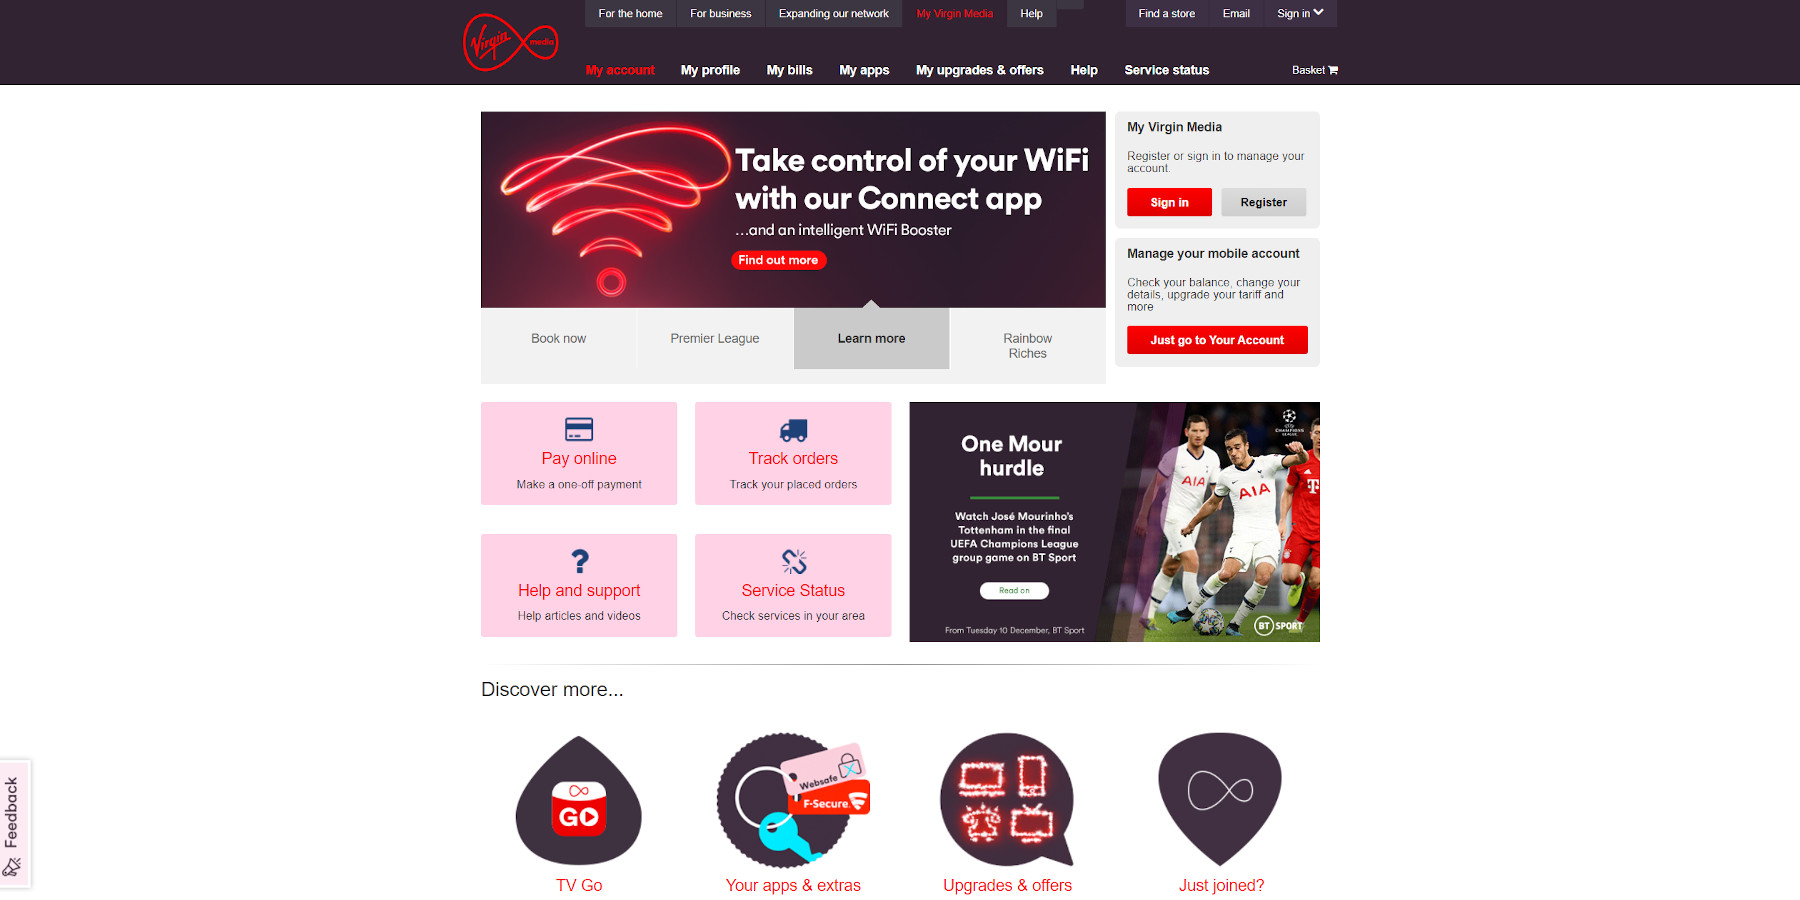 For the home
For business
Expanding our network
My Virgin Media
Help
Find a store
Email
Sign in
Virgin media
My account
My profile
My bills
My apps
My upgrades & offers
Help
Service status
Basket
Take control of your WiFi
with our Connect app
...and an intelligent WiFi Booster
Find out more
Book now
Premier League
Learn more
Rainbow
Riches
My Virgin Media
Register or sign in to manage your
account.
Sign in
Register
Manage your mobile account
Check your balance, change your
details, upgrade your tariff and
more
Just go to Your Account
Pay online
Make a one-off payment
Track orders
Track your placed orders
Help and support
Help articles and videos
Service Status
Check services in your area
One Mour
hurdle
Watch José Mourinho's
Tottenham in the final
UEFA Champions League
group game on BT Sport
Read on
From Tuesday 10 December, BT Sport
CHAMPIONS
LEAGUE
AIA
AIA
T
BT SPORT
Discover more...
GO
TV Go
Websafe
F-Secure
Your apps & extras
Upgrades & offers
Just joined?
Feedback